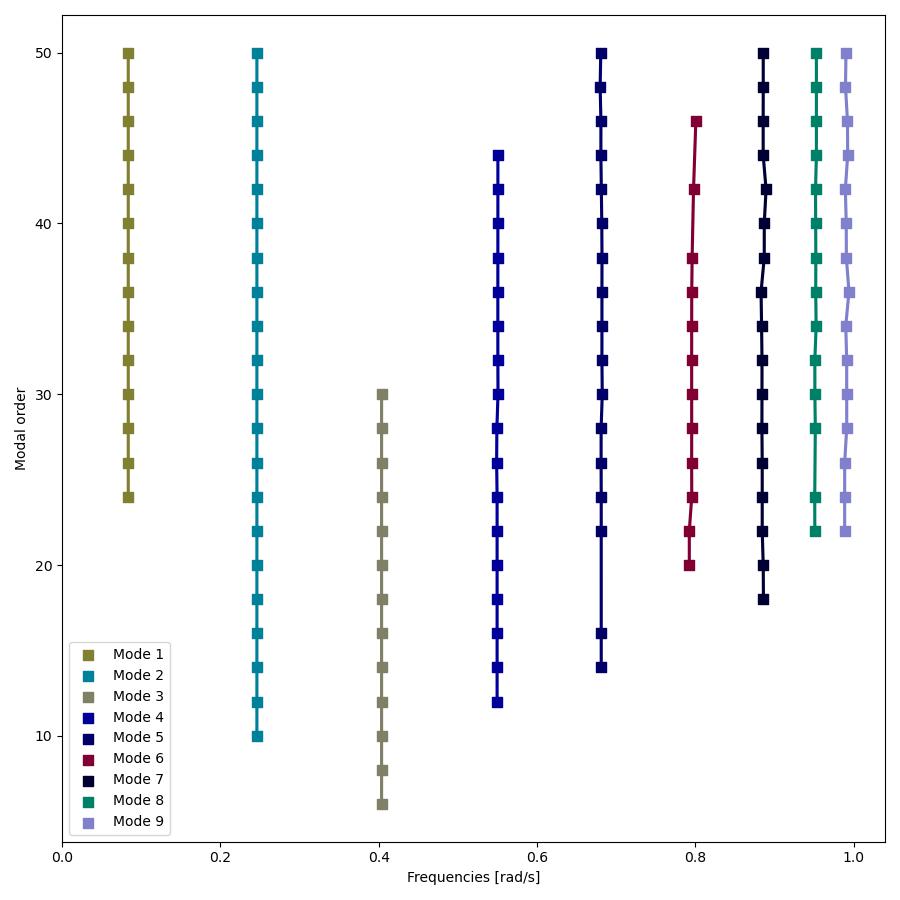 50
40
30
20
10
Modal order
Mode 1
Mode 2
Mode 3
Mode 4
Mode 5
Mode 6
Mode 7
Mode 8
Mode 9
0.0 0.2 0.4 0.6 0.8 1.0
Frequencies [rad/s]